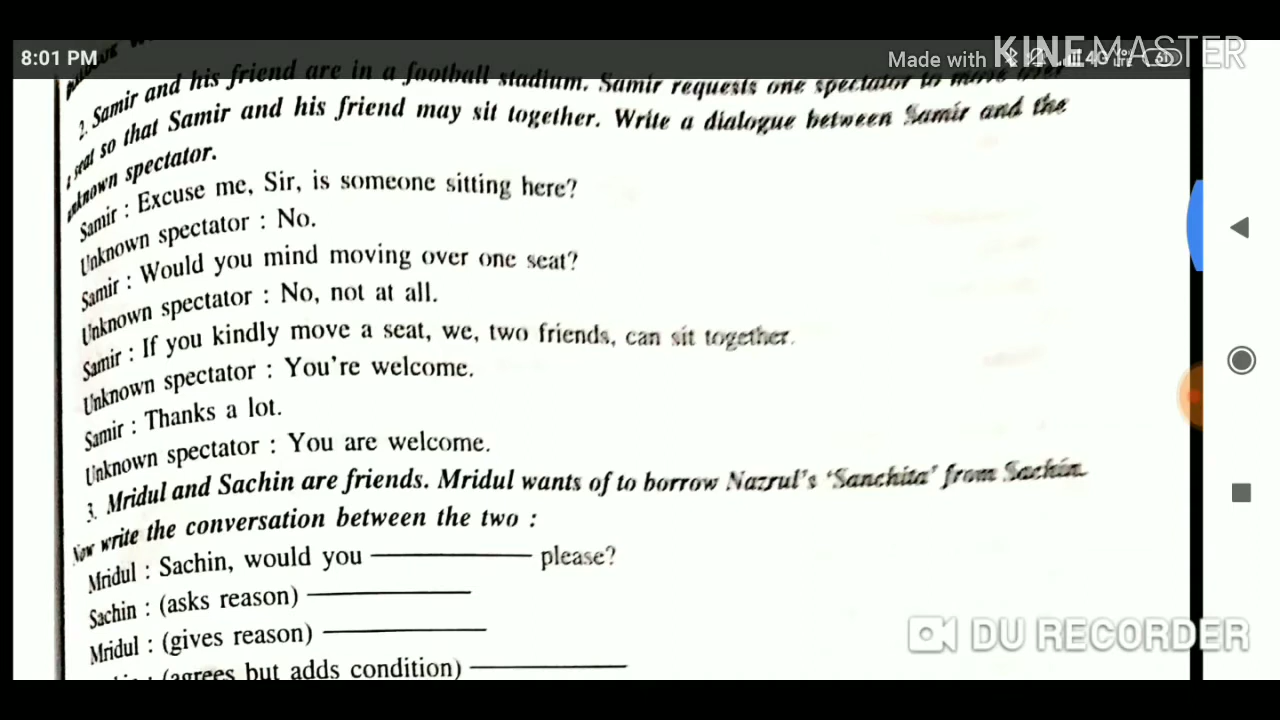 8:01 PM
Made with KINEMASTER
2. Samir and his friend are in a football stadium. Samir requests one spectator to move over
a seat so that Samir and his friend may sit together. Write a dialogue between Samir and the
unknown spectator.
Samir : Excuse me, Sir, is someone sitting here?
Unknown spectator : No.
Samir : Would you mind moving over one seat?
Unknown spectator : No, not at all.
Samir : If you kindly move a seat, we, two friends, can sit together.
Unknown spectator : You're welcome.
Samir : Thanks a lot.
Unknown spectator : You are welcome.
3. Mridul and Sachin are friends. Mridul wants of to borrow Nazrul's 'Sanchita' from Sachin.
Now write the conversation between the two :
Mridul : Sachin, would you ————— please?
Sachin : (asks reason) —————
Mridul : (gives reason) —————
(agrees but adds condition) —————
DU RECORDER